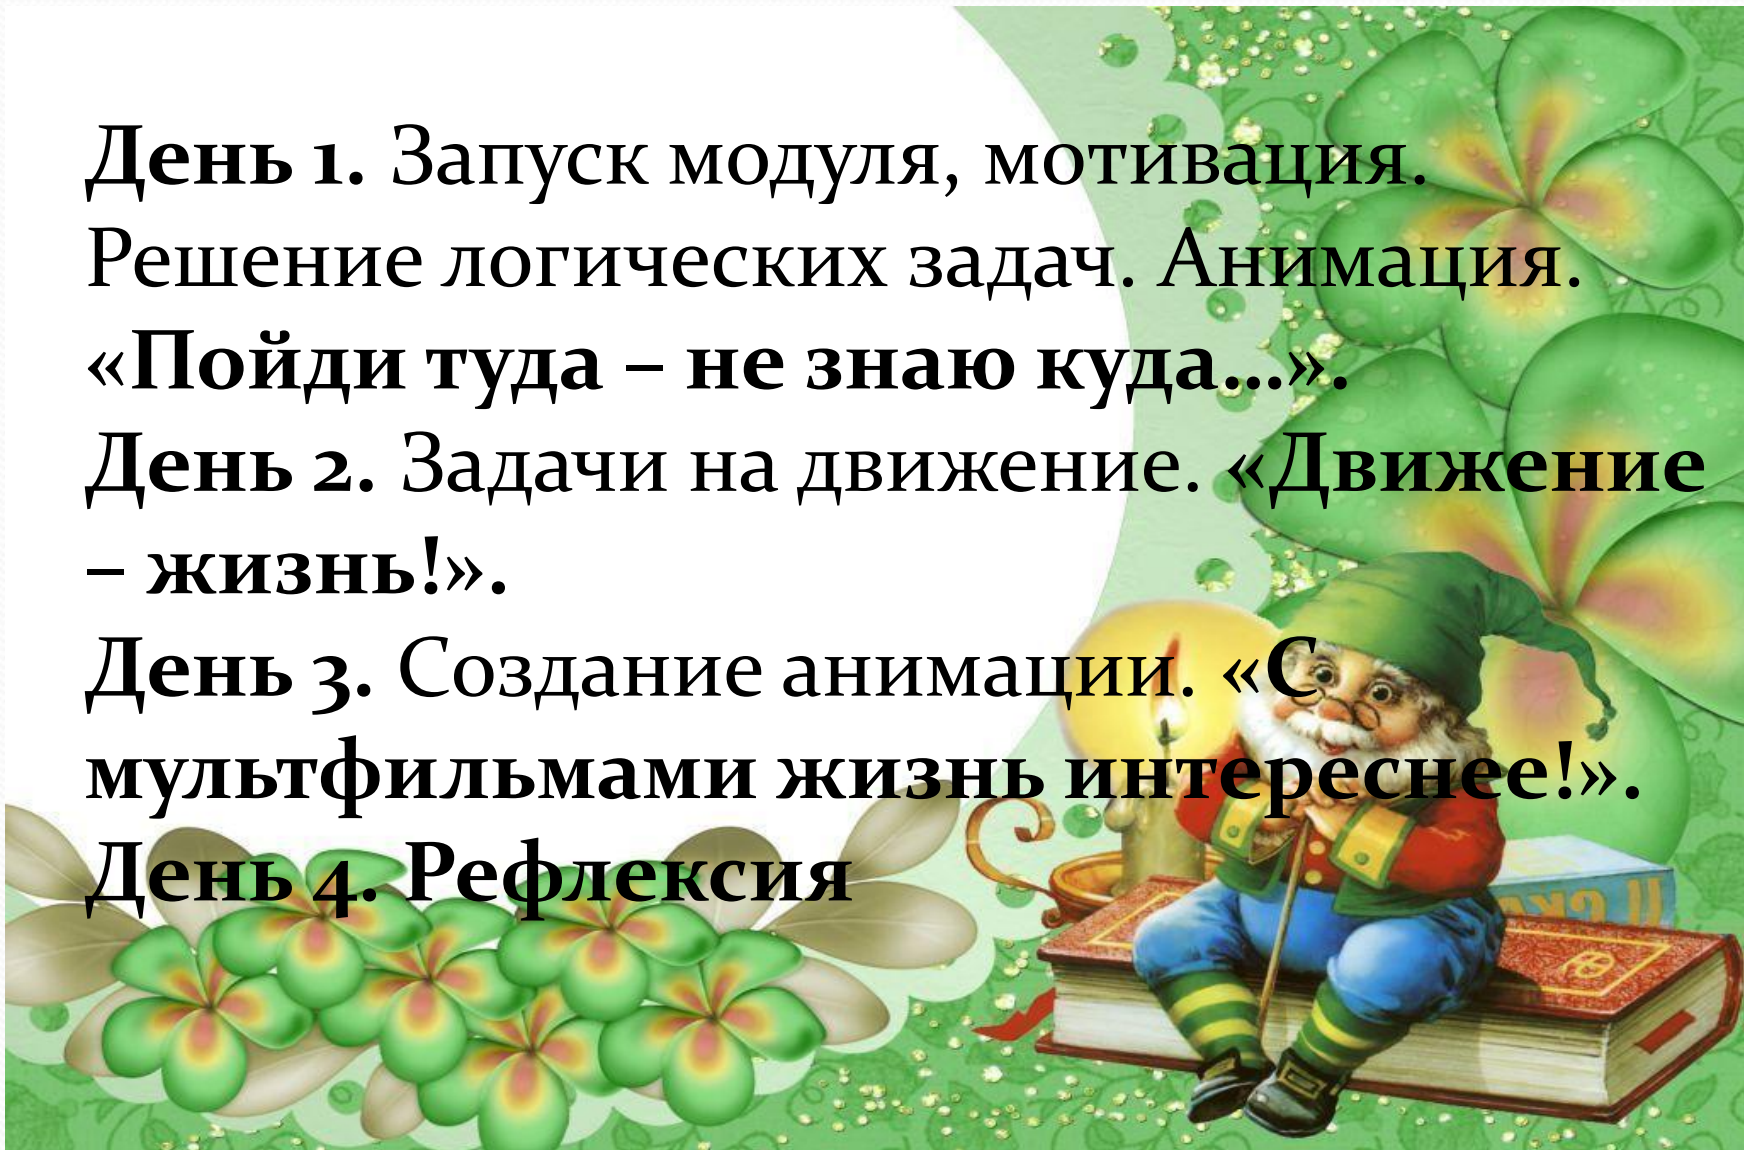 День 1. Запуск модуля, мотивация.
Решение логических задач. Анимация.
«Пойди туда – не знаю куда…».
День 2. Задачи на движение. «Движение
– жизнь!».
День 3. Создание анимации. «С
мультфильмами жизнь интереснее!».
День 4. Рефлексия